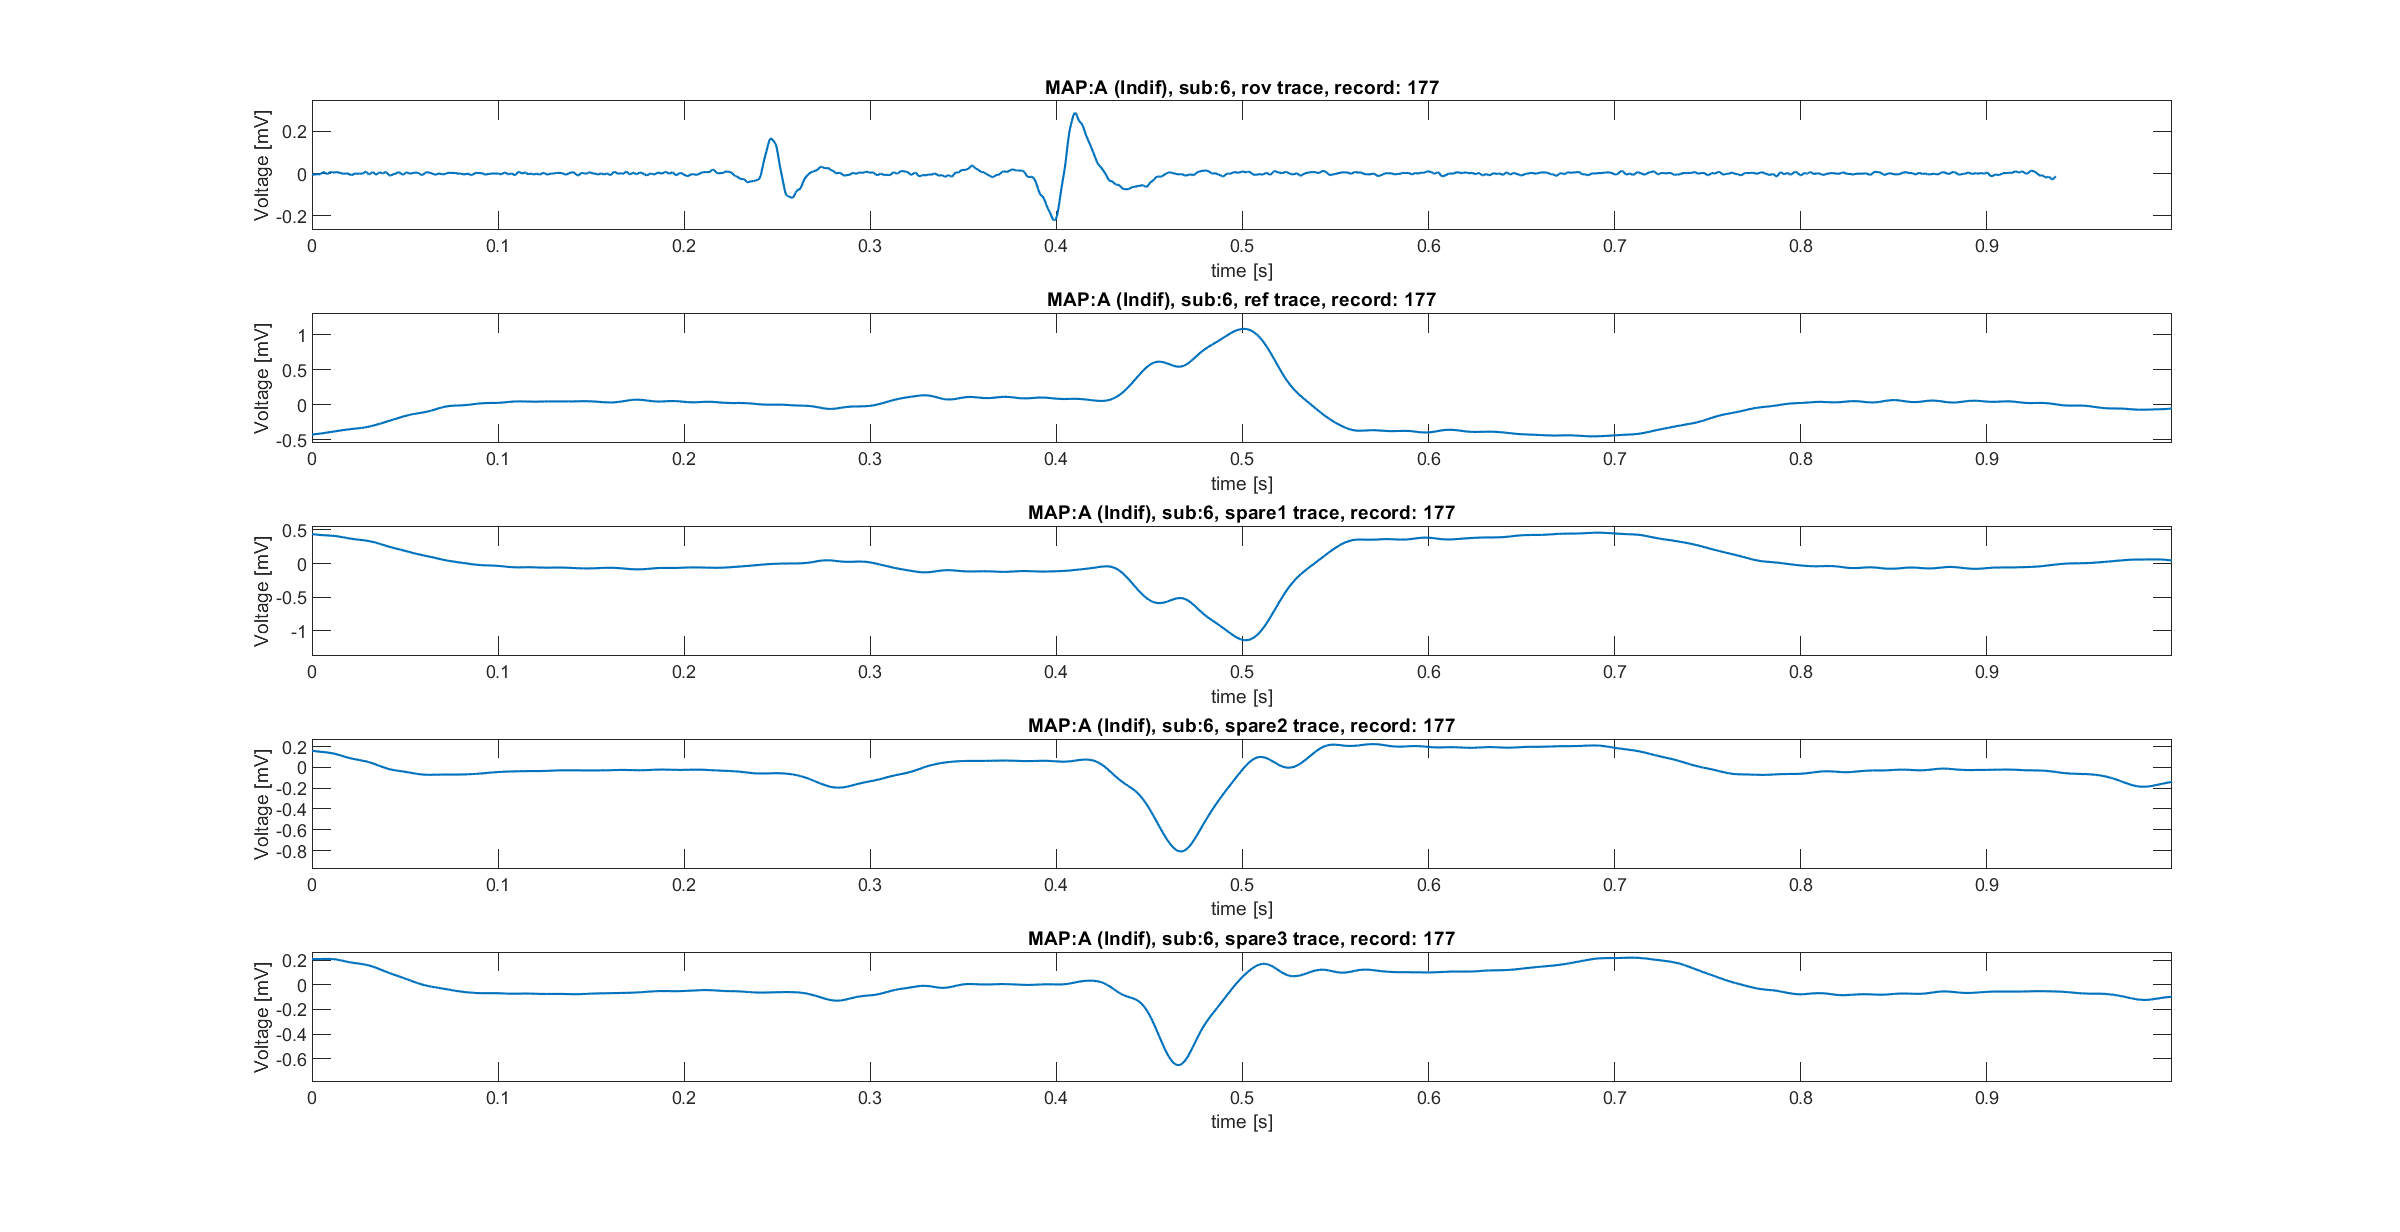 MAP:A (Indif), sub:6, rov trace, record: 177
Voltage [mV]
0.2
0
-0.2
0 0.1 0.2 0.3 0.4 0.5 0.6 0.7 0.8 0.9
time [s]
MAP:A (Indif), sub:6, ref trace, record: 177
Voltage [mV]
1
0.5
0
-0.5
0 0.1 0.2 0.3 0.4 0.5 0.6 0.7 0.8 0.9
time [s]
MAP:A (Indif), sub:6, spare1 trace, record: 177
Voltage [mV]
0.5
0
-0.5
-1
0 0.1 0.2 0.3 0.4 0.5 0.6 0.7 0.8 0.9
time [s]
MAP:A (Indif), sub:6, spare2 trace, record: 177
Voltage [mV]
0.2
0
-0.2
-0.4
-0.6
-0.8
0 0.1 0.2 0.3 0.4 0.5 0.6 0.7 0.8 0.9
time [s]
MAP:A (Indif), sub:6, spare3 trace, record: 177
Voltage [mV]
0.2
0
-0.2
-0.4
-0.6
0 0.1 0.2 0.3 0.4 0.5 0.6 0.7 0.8 0.9
time [s]